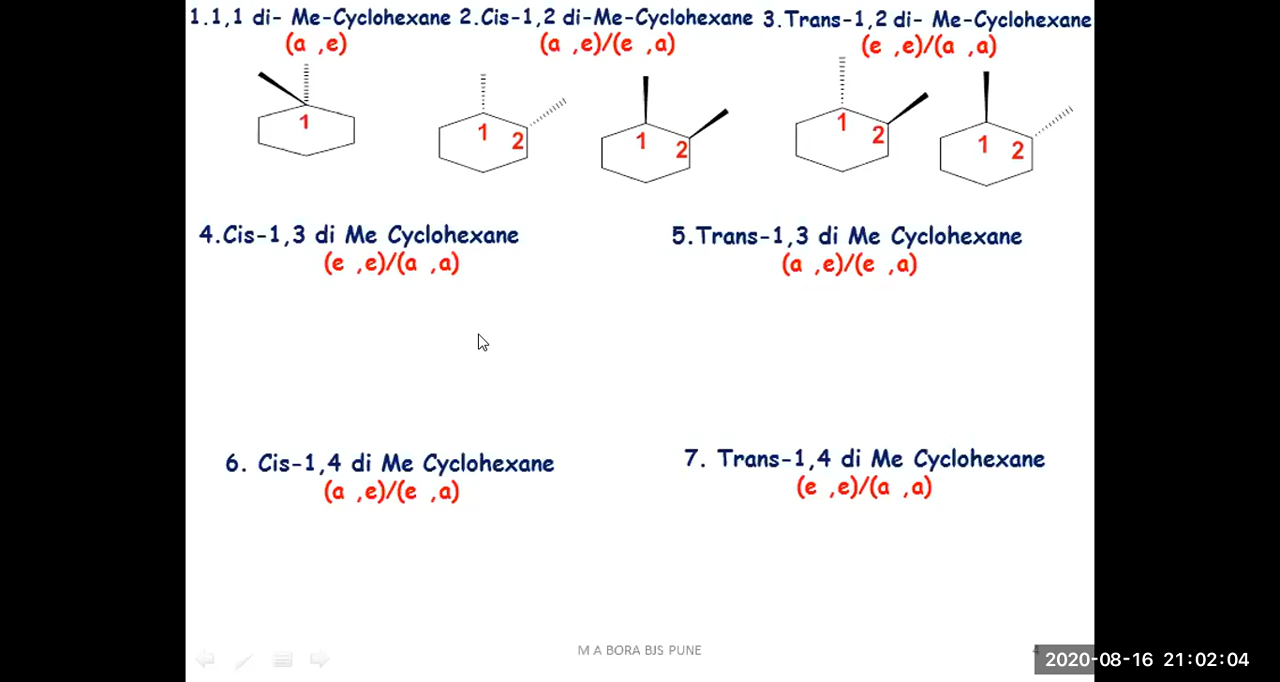 1.1,1 di- Me-Cyclohexane 2.Cis-1,2 di-Me-Cyclohexane 3.Trans-1,2 di- Me-Cyclohexane
(a ,e) (a ,e)/(e ,a) (e ,e)/(a ,a)
1 1 2 1 2 1 2 1 2
4.Cis-1,3 di Me Cyclohexane 5.Trans-1,3 di Me Cyclohexane
(e ,e)/(a ,a) (a ,e)/(e ,a)
6. Cis-1,4 di Me Cyclohexane 7. Trans-1,4 di Me Cyclohexane
(a ,e)/(e ,a) (e ,e)/(a ,a)
M A BORA BJS PUNE
2020-08-16 21:02:04